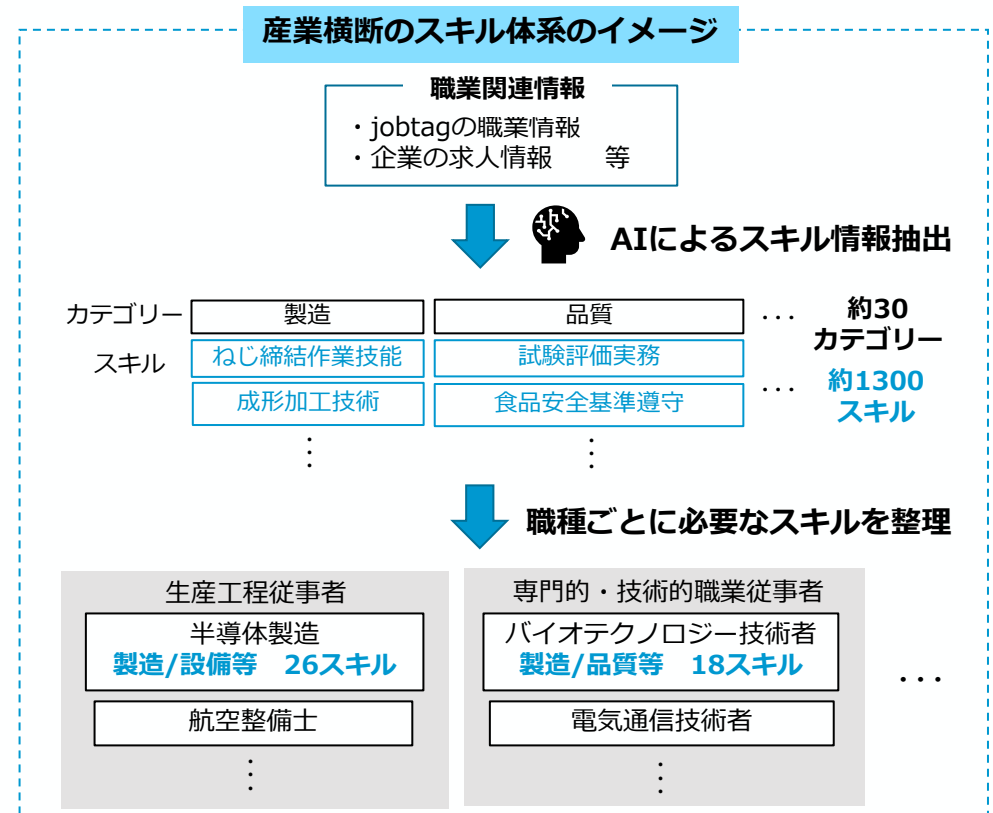 産業横断のスキル体系のイメージ
職業関連情報
・jobtagの職業情報
・企業の求人情報　　等
AIによるスキル情報抽出
カテゴリー 製造 品質 ･･･ 約30
カテゴリー
スキル ねじ締結作業技能 試験評価実務
成形加工技術 食品安全基準遵守 ･･･ 約1300
スキル
⋮ ⋮
職種ごとに必要なスキルを整理
生産工程従事者
半導体製造
製造/設備等　26スキル
航空整備士
⋮
専門的・技術的職業従事者
バイオテクノロジー技術者
製造/品質等　18スキル
電気通信技術者
⋮
･･･